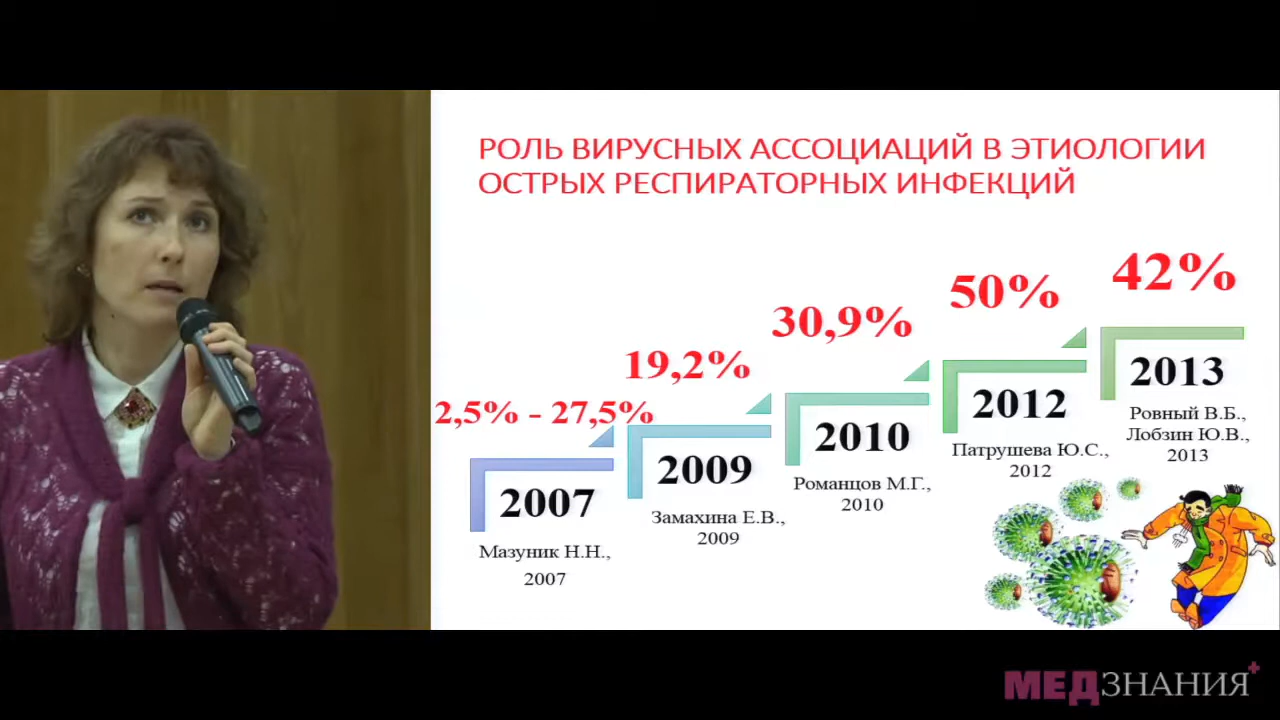 РОЛЬ ВИРУСНЫХ АССОЦИАЦИЙ В ЭТИОЛОГИИ
ОСТРЫХ РЕСПИРАТОРНЫХ ИНФЕКЦИЙ
2,5% - 27,5%
2007
Мазуник Н.Н.,
2007
19,2%
2009
Замахина Е.В.,
2009
30,9%
2010
Романцов М.Г.,
2010
50%
2012
Патрушева Ю.С.,
2012
42%
2013
Ровный В.Б.,
Лобзин Ю.В.,
2013
МЕДЗНАНИЯ+